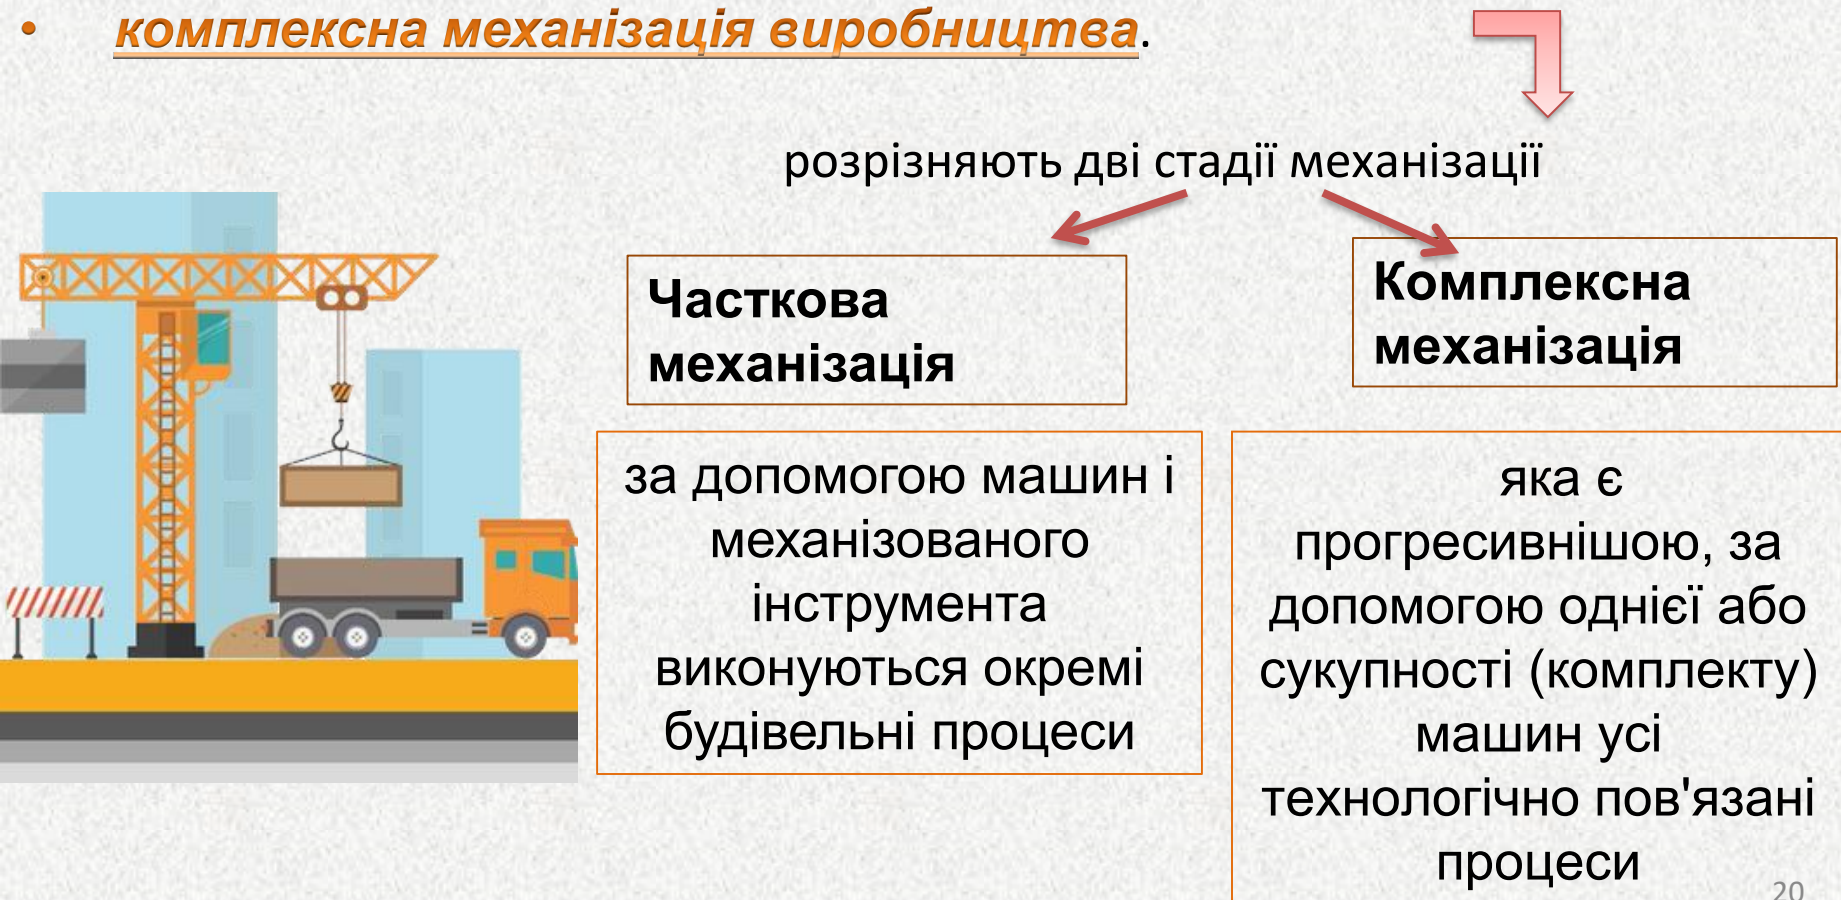 • комплексна механізація виробництва.
розрізняють дві стадії механізації
Часткова
механізація
Комплексна
механізація
за допомогою машин і
механізованого
інструмента
виконуються окремі
будівельні процеси
яка є
прогресивнішою, за
допомогою однієї або
сукупності (комплекту)
машин усі
технологічно пов'язані
процеси
20